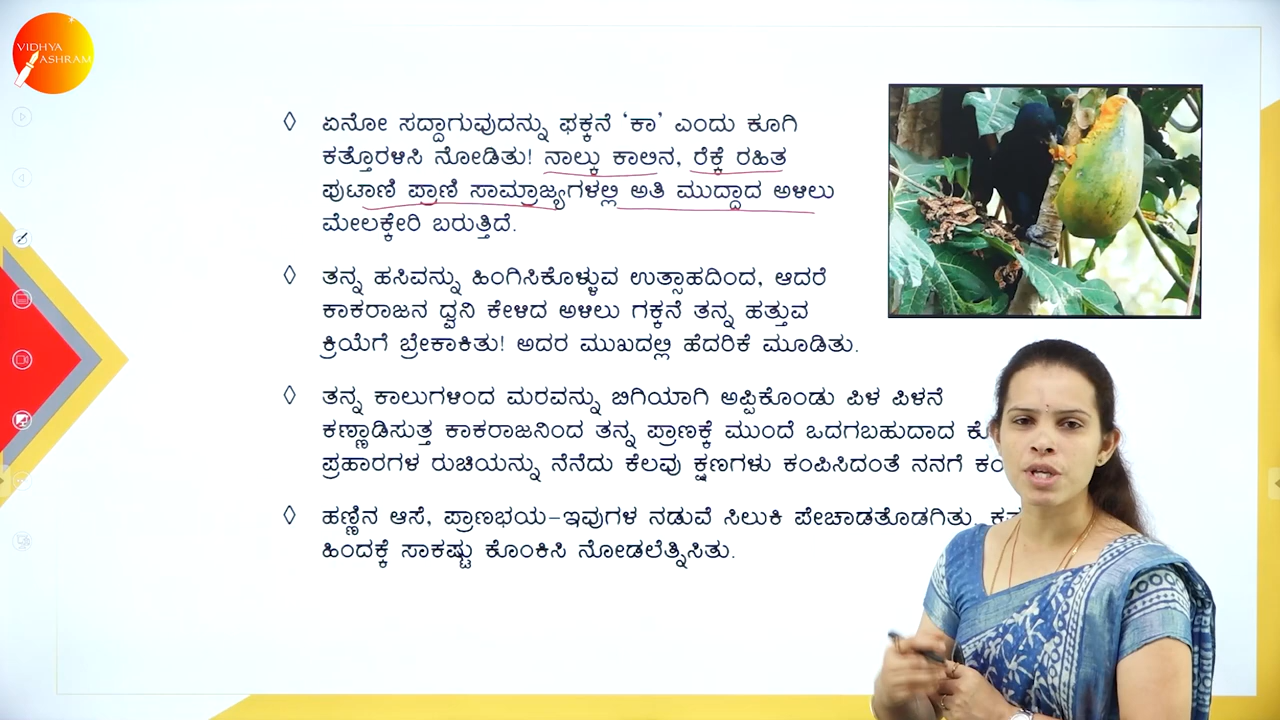 VIDHYA
ASHRAM
◊ ಏನೋ ಸದ್ದಾಗುವುದನ್ನು ಫಕ್ಕನೆ ‘ಕಾ’ ಎಂದು ಕೂಗಿ
ಕತ್ತೊರಳಿಸಿ ನೋಡಿತು! ನಾಲ್ಕು ಕಾಲಿನ, ರೆಕ್ಕೆ ರಹಿತ
ಪುಟಾಣಿ ಪ್ರಾಣಿ ಸಾಮ್ರಾಜ್ಯಗಳಲ್ಲಿ ಅತಿ ಮುದ್ದಾದ ಅಳಿಲು
ಮೇಲಕ್ಕೇರಿ ಬರುತ್ತಿದೆ.
◊ ತನ್ನ ಹಸಿವನ್ನು ಹಿಂಗಿಸಿಕೊಳ್ಳುವ ಉತ್ಸಾಹದಿಂದ, ಆದರೆ
ಕಾಕರಾಜನ ಧ್ವನಿ ಕೇಳಿದ ಅಳಿಲು ಗಕ್ಕನೆ ತನ್ನ ಹತ್ತುವ
ಕ್ರಿಯೆಗೆ ಬ್ರೇಕಾಕಿತು! ಅದರ ಮುಖದಲ್ಲಿ ಹೆದರಿಕೆ ಮೂಡಿತು.
◊ ತನ್ನ ಕಾಲುಗಳಿಂದ ಮರವನ್ನು ಬಿಗಿಯಾಗಿ ಅಪ್ಪಿಕೊಂಡು ಪಿಳ ಪಿಳನೆ
ಕಣ್ಣಾಡಿಸುತ್ತ ಕಾಕರಾಜನಿಂದ ತನ್ನ ಪ್ರಾಣಕ್ಕೆ ಮುಂದೆ ಒದಗಬಹುದಾದ
ಪ್ರಹಾರಗಳ ರುಚಿಯನ್ನು ನೆನೆದು ಕೆಲವು ಕ್ಷಣಗಳು ಕಂಪಿಸಿದಂತೆ ನನಗೆ
◊ ಹಣ್ಣಿನ ಆಸೆ, ಪ್ರಾಣಭಯ-ಇವುಗಳ ನಡುವೆ ಸಿಲುಕಿ ಪೇಚಾಡತೊಡಗಿತು.
ಹಿಂದಕ್ಕೆ ಸಾಕಷ್ಟು ಕೊಂಕಿಸಿ ನೋಡಲೆತ್ನಿಸಿತು.